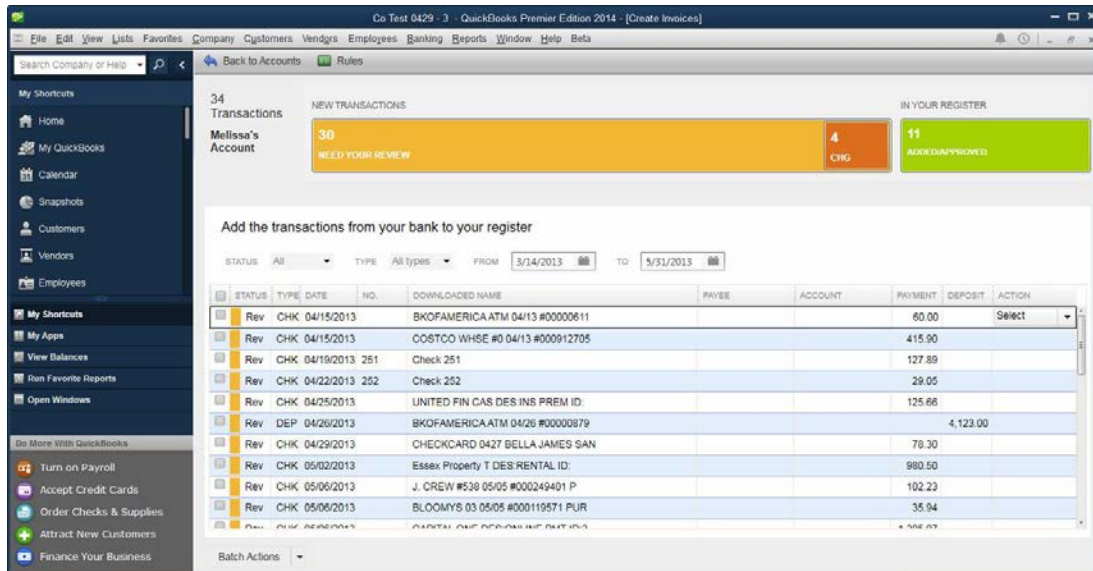 Co Test 0429 - 3 - QuickBooks Premier Edition 2014 - [Create Invoices]
File Edit View Lists Favorites Company Customers Vendors Employees Banking Reports Window Help Beta
Search Company or Help
Back to Accounts Rules
My Shortcuts
Home
My QuickBooks
Calendar
Snapshots
Customers
Vendors
Employees
My Shortcuts
My Apps
View Balances
Run Favorite Reports
Open Windows
Do More With QuickBooks
Turn on Payroll
Accept Credit Cards
Order Checks & Supplies
Attract New Customers
Finance Your Business
34
Transactions
Melissa's
Account
NEW TRANSACTIONS
30
NEED YOUR REVIEW
4
CHG
IN YOUR REGISTER
11
ADDED/APPROVED
Add the transactions from your bank to your register
STATUS All TYPE All types FROM 3/14/2013 TO 5/31/2013
STATUS TYPE DATE NO. DOWNLOADED NAME PAYEE ACCOUNT PAYMENT DEPOSIT ACTION
Rev CHK 04/15/2013 BKOFAMERICA ATM 04/13 #00000611 60.00 Select
Rev CHK 04/15/2013 COSTCO WHSE #0 04/13 #000912705 415.90
Rev CHK 04/19/2013 251 Check 251 127.89
Rev CHK 04/22/2013 252 Check 252 29.05
Rev CHK 04/25/2013 UNITED FIN CAS DES:INS PREM ID: 125.66
Rev DEP 04/26/2013 BKOFAMERICA ATM 04/26 #00000879 4,123.00
Rev CHK 04/29/2013 CHECKCARD 0427 BELLA JAMES SAN 78.30
Rev CHK 05/02/2013 Essex Property T DES:RENTAL ID: 980.50
Rev CHK 05/06/2013 J. CREW #538 05/05 #000249401 P 102.23
Rev CHK 05/06/2013 BLOOMYS 03 05/05 #000119571 PUR 35.94
Batch Actions